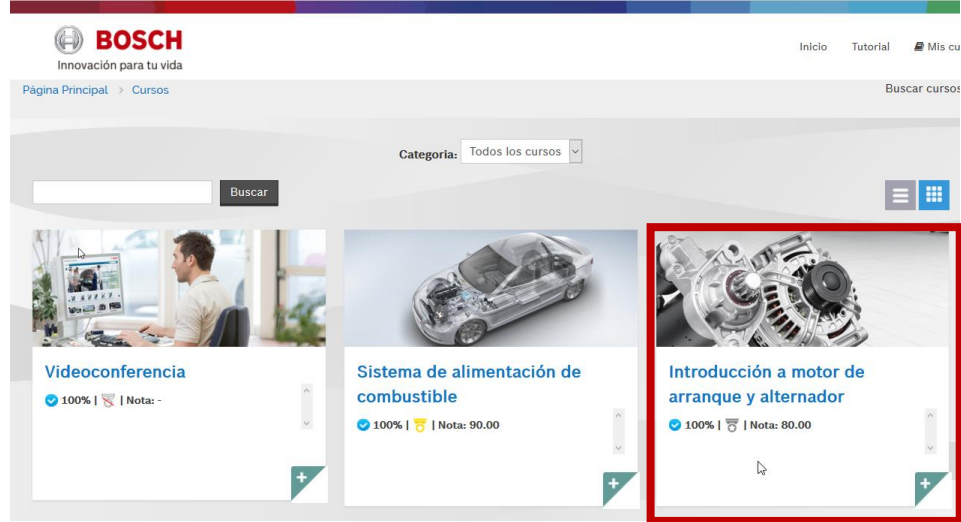 BOSCH
Innovación para tu vida
Inicio Tutorial Mis cu
Página Principal > Cursos
Buscar cursos
Categoria: Todos los cursos
Buscar
Videoconferencia
100% | | Nota: -
Sistema de alimentación de
combustible
100% | | Nota: 90.00
Introducción a motor de
arranque y alternador
100% | | Nota: 80.00